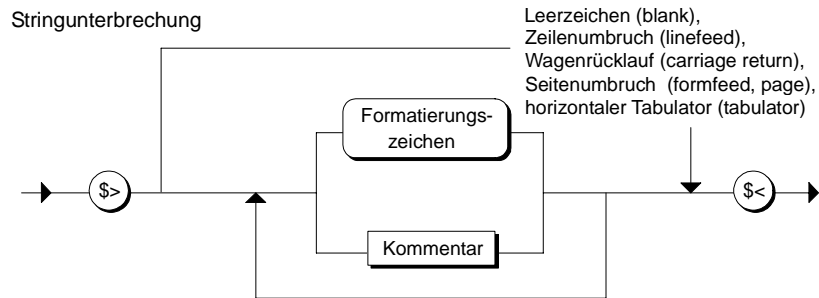 Stringunterbrechung
Leerzeichen (blank),
Zeilenumbruch (linefeed),
Wagenrücklauf (carriage return),
Seitenumbruch (formfeed, page),
horizontaler Tabulator (tabulator)
Formatierungs-
zeichen
$>
$<
Kommentar